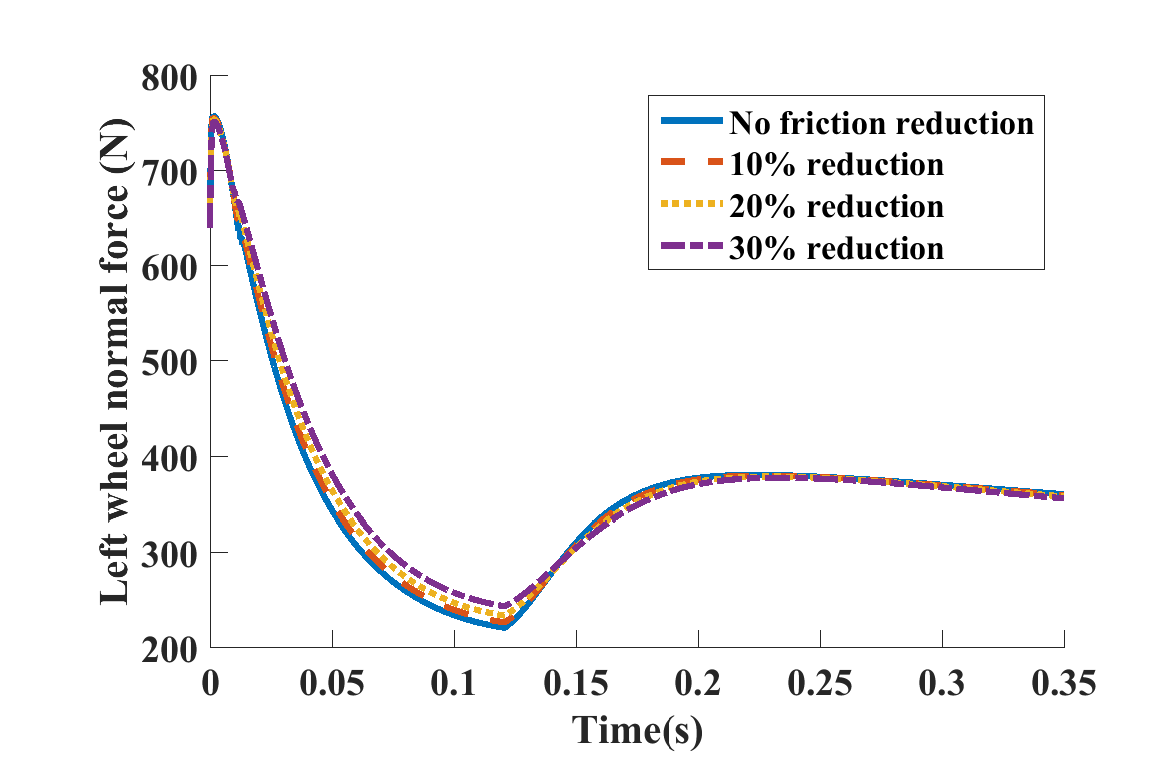 800
700
600
500
400
300
200
Left wheel normal force (N)
No friction reduction
10% reduction
20% reduction
30% reduction
0
0.05
0.1
0.15
0.2
0.25
0.3
0.35
Time(s)